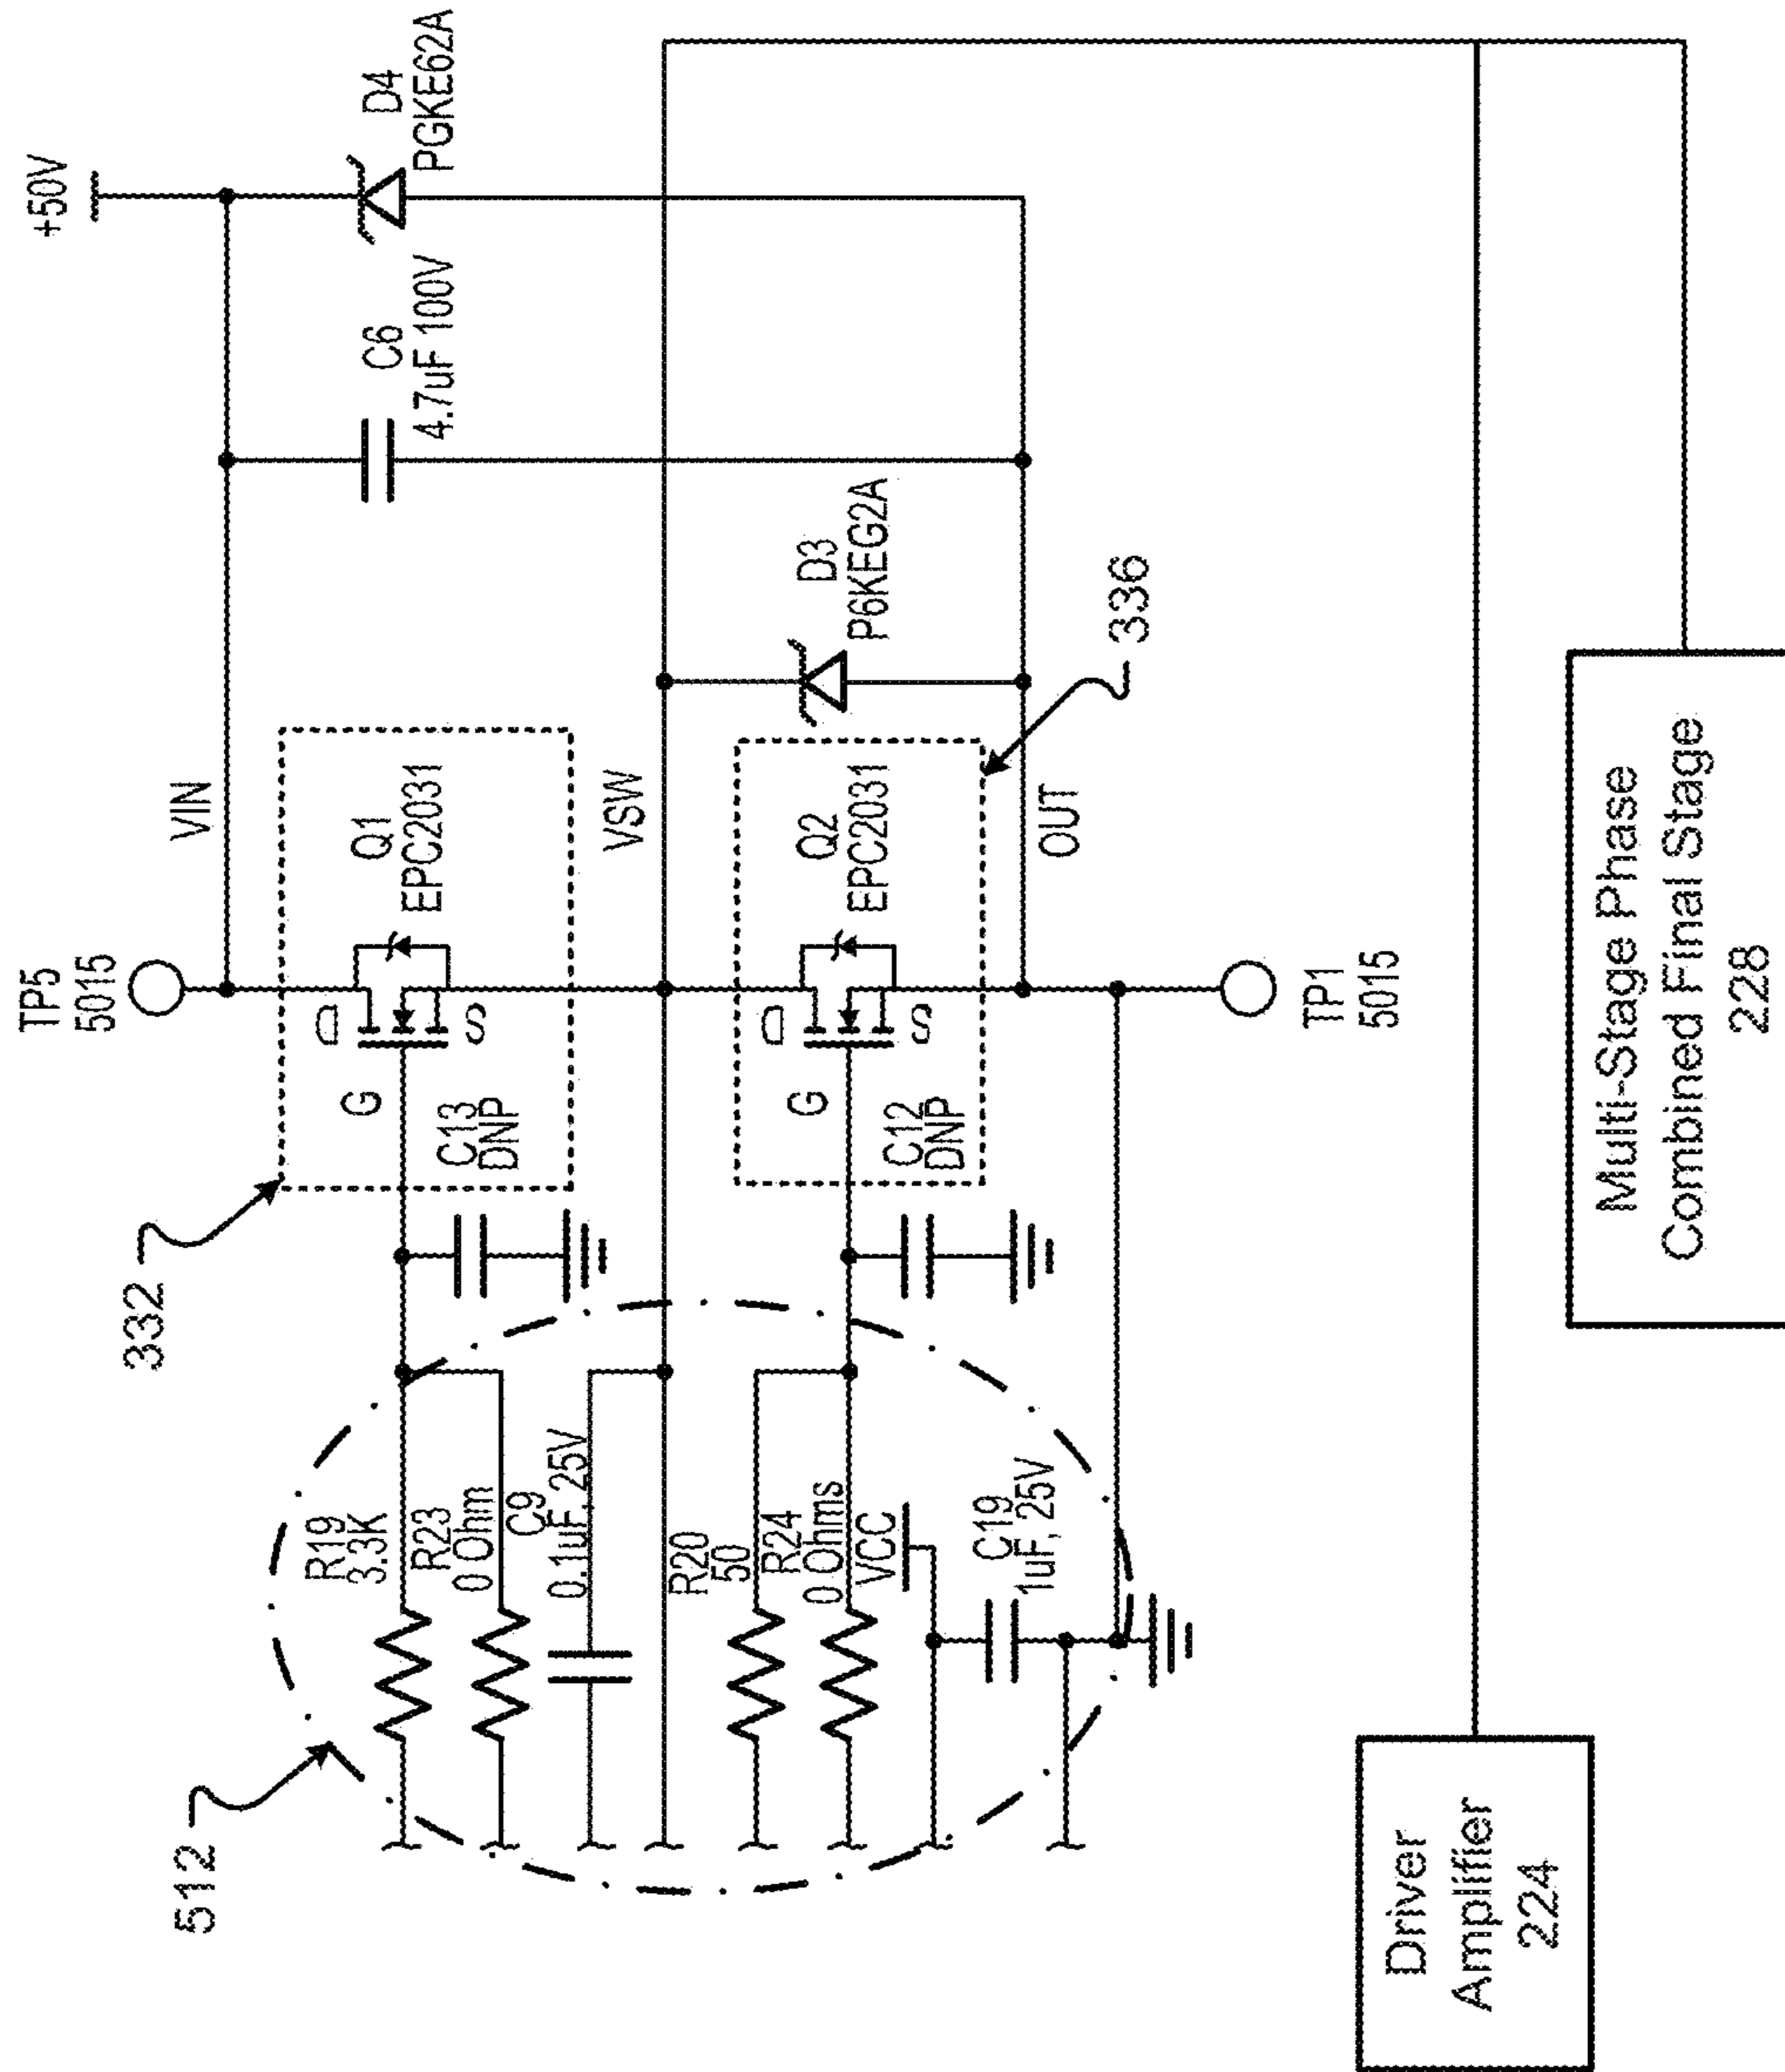 TP5
5015
VIN
+50V
332
Q1
EPC2031
D
G
S
C13
DNP
C6
4.7uF 100V
D4
PGKE62A
512
R19
3.3K
R23
0 Ohm
C9
0.1uF, 25V
VSW
R20
50
R24
0 Ohms
VCC
C19
1uF, 25V
Q2
EPC2031
D
G
S
C12
DNP
D3
P6KEG2A
336
OUT
TP1
5015
Driver
Amplifier
224
Multi-Stage Phase
Combined Final Stage
228